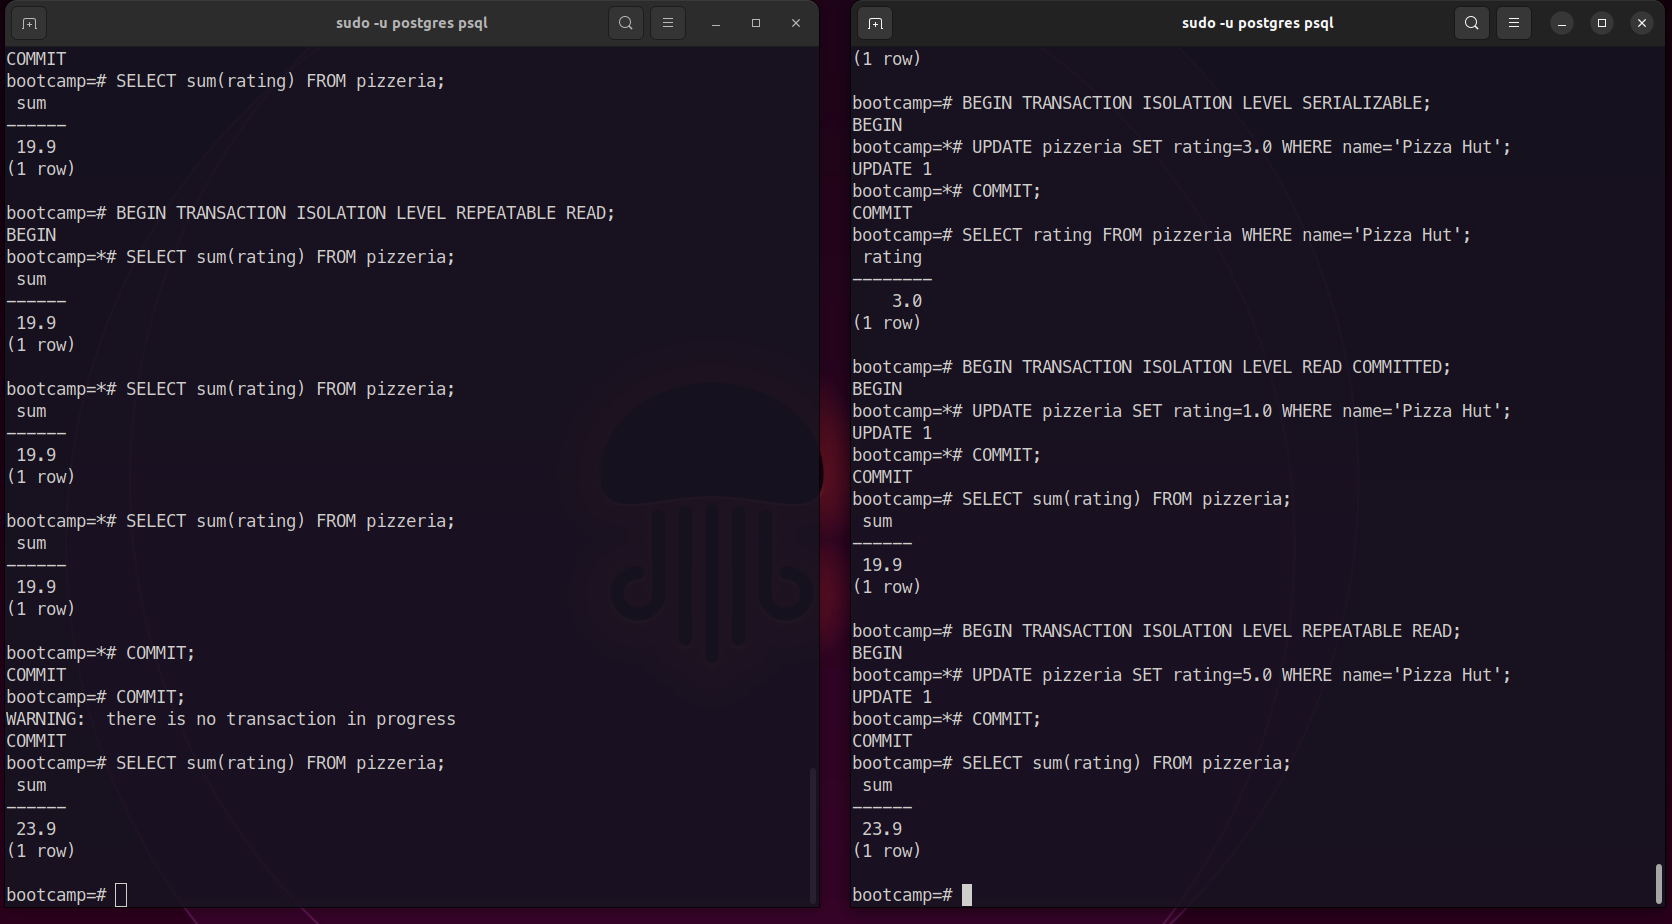 sudo -u postgres psql
COMMIT
bootcamp=# SELECT sum(rating) FROM pizzeria;
 sum
------
 19.9
(1 row)

bootcamp=# BEGIN TRANSACTION ISOLATION LEVEL REPEATABLE READ;
BEGIN
bootcamp=*# SELECT sum(rating) FROM pizzeria;
 sum
------
 19.9
(1 row)

bootcamp=*# SELECT sum(rating) FROM pizzeria;
 sum
------
 19.9
(1 row)

bootcamp=*# SELECT sum(rating) FROM pizzeria;
 sum
------
 19.9
(1 row)

bootcamp=*# COMMIT;
COMMIT
bootcamp=# COMMIT;
WARNING:  there is no transaction in progress
COMMIT
bootcamp=# SELECT sum(rating) FROM pizzeria;
 sum
------
 23.9
(1 row)

bootcamp=#
sudo -u postgres psql
(1 row)

bootcamp=# BEGIN TRANSACTION ISOLATION LEVEL SERIALIZABLE;
BEGIN
bootcamp=*# UPDATE pizzeria SET rating=3.0 WHERE name='Pizza Hut';
UPDATE 1
bootcamp=*# COMMIT;
COMMIT
bootcamp=# SELECT rating FROM pizzeria WHERE name='Pizza Hut';
 rating
--------
    3.0
(1 row)

bootcamp=# BEGIN TRANSACTION ISOLATION LEVEL READ COMMITTED;
BEGIN
bootcamp=*# UPDATE pizzeria SET rating=1.0 WHERE name='Pizza Hut';
UPDATE 1
bootcamp=*# COMMIT;
COMMIT
bootcamp=# SELECT sum(rating) FROM pizzeria;
 sum
------
 19.9
(1 row)

bootcamp=# BEGIN TRANSACTION ISOLATION LEVEL REPEATABLE READ;
BEGIN
bootcamp=*# UPDATE pizzeria SET rating=5.0 WHERE name='Pizza Hut';
UPDATE 1
bootcamp=*# COMMIT;
COMMIT
bootcamp=# SELECT sum(rating) FROM pizzeria;
 sum
------
 23.9
(1 row)

bootcamp=#